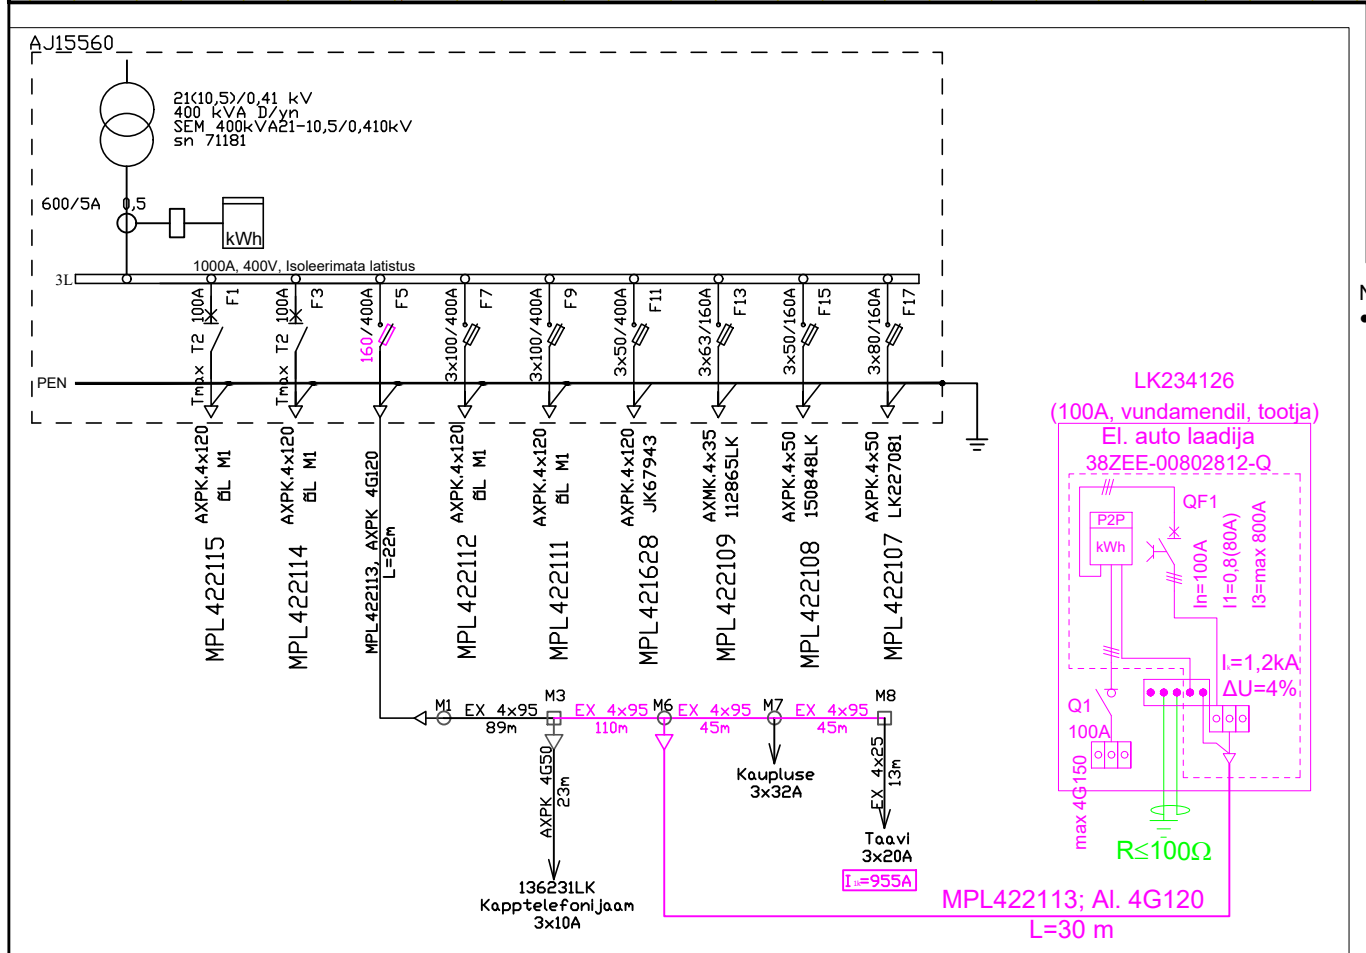 AJ15560
21(10,5)/0,41 kV
400 kVA D/yn
SEM 400kVA21-10,5/0,410kV
sn 71181
600/5A 0,5
kWh
1000A, 400V, Isoleerimata latistus
3L
Tmax T2 100A
F1
Tmax T2 100A
F3
160/400A
F5
3x100/400A
F7
3x100/400A
F9
3x50/400A
F11
3x63/160A
F13
3x50/160A
F15
3x80/160A
F17
PEN
AXPK.4x120
ÕL M1
MPL422115
AXPK.4x120
ÕL M1
MPL422114
MPL422113, AXPK 4G120
L=22m
AXPK.4x120
ÕL M1
MPL422112
AXPK.4x120
ÕL M1
MPL422111
AXPK.4x120
JK67943
MPL421628
AXMK.4x35
112865LK
MPL422109
AXPK.4x50
150848LK
MPL422108
AXPK.4x50
LK227081
MPL422107
M1
EX 4x95
89m
M3
EX 4x95
110m
M6
EX 4x95
45m
M7
EX 4x95
45m
M8
AXPK 4G50
23m
136231LK
Kapptelefonijaam
3x10A
Kaupluse
3x32A
EX 4x25
13m
Taavi
3x20A
I1k=955A
LK234126
(100A, vundamendil, tootja)
El. auto laadija
38ZEE-00802812-Q
P2P
kWh
QF1
In=100A
I1=0,8(80A)
I3=max 800A
Ik=1,2kA
ΔU=4%
Q1
100A
max 4G150
R≤100Ω
MPL422113; Al. 4G120
L=30 m